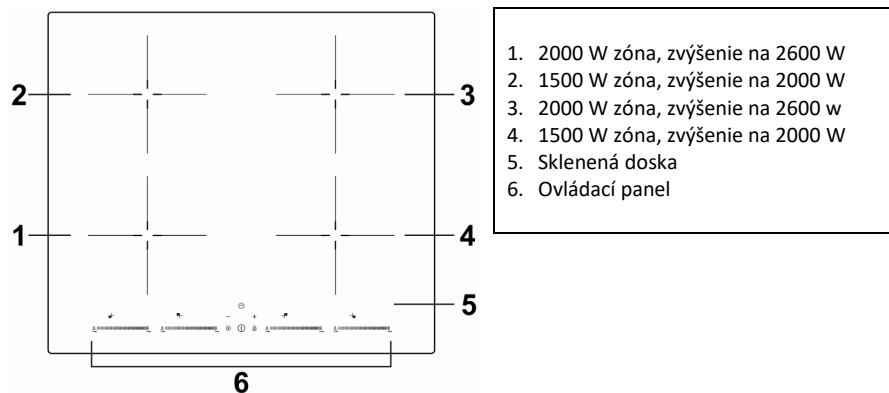 1. 2000 W zóna, zvýšenie na 2600 W
2. 1500 W zóna, zvýšenie na 2000 W
3. 2000 W zóna, zvýšenie na 2600 w
4. 1500 W zóna, zvýšenie na 2000 W
5. Sklenená doska
6. Ovládací panel
2
3
1
4
5
6